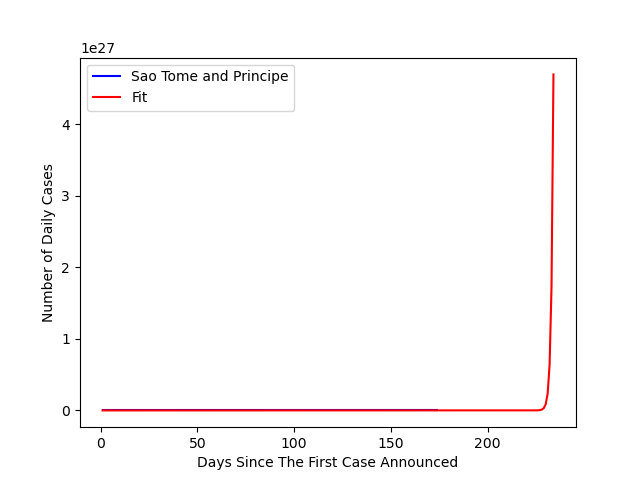 1e27
Sao Tome and Principe
Fit
4
3
2
1
0
Number of Daily Cases
0 50 100 150 200
Days Since The First Case Announced